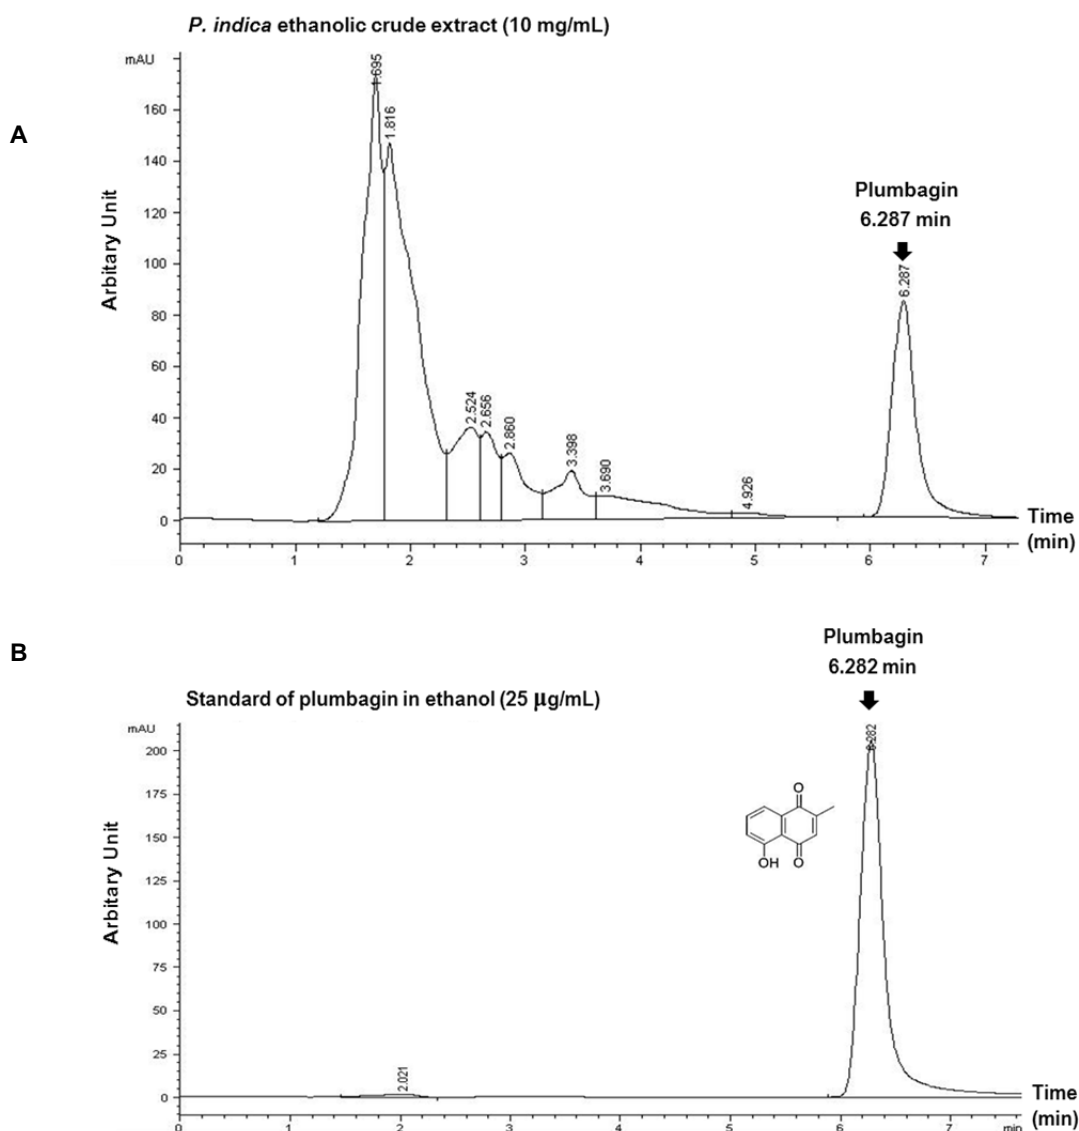 P. indica ethanolic crude extract (10 mg/mL)
A
mAU
Arbitary Unit
160
140
120
100
80
60
40
20
0
1.695
1.816
2.524
2.656
2.860
3.398
3.690
4.926
Plumbagin
6.287 min
6.287
0 1 2 3 4 5 6 7
Time
(min)
B
Plumbagin
6.282 min
Standard of plumbagin in ethanol (25 μg/mL)
mAU
Arbitary Unit
200
175
150
125
100
75
50
25
0
2.021
6.282
O
OH O
0 1 2 3 4 5 6 7 min
Time
(min)